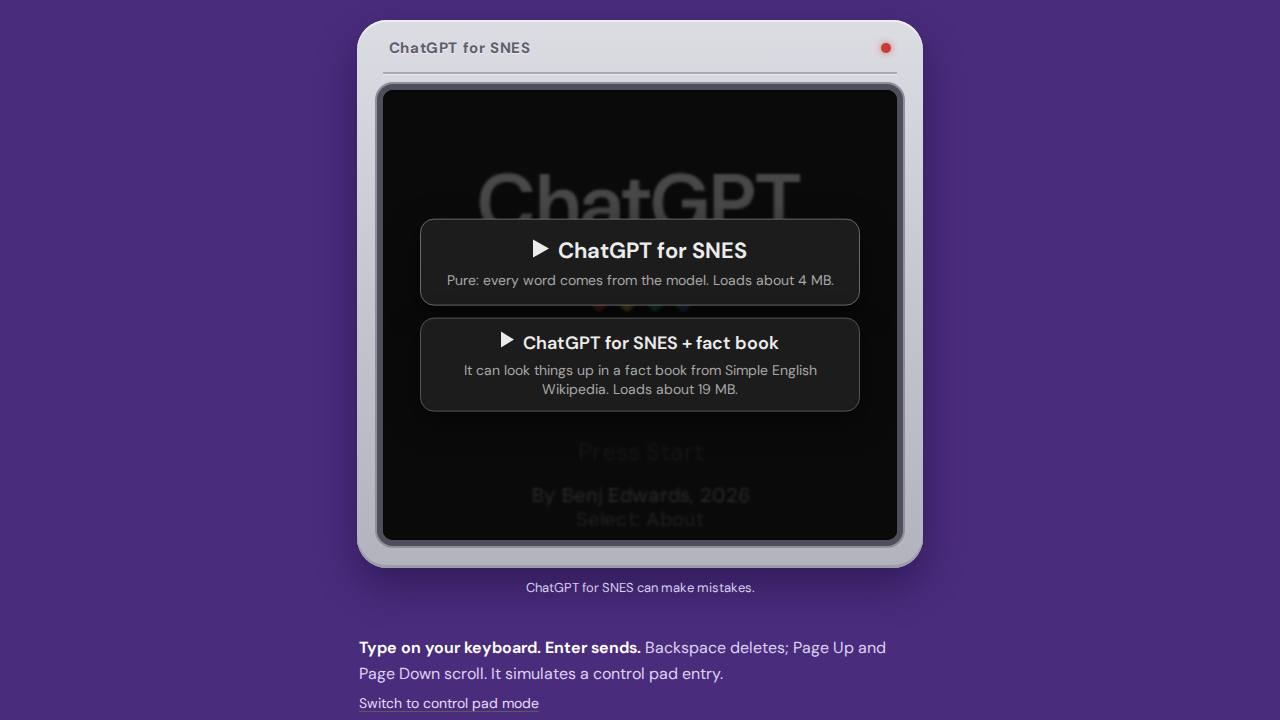 ChatGPT for SNES
ChatGPT
ChatGPT for SNES
Pure: every word comes from the model. Loads about 4 MB.
ChatGPT for SNES + fact book
It can look things up in a fact book from Simple English
Wikipedia. Loads about 19 MB.
Press Start
By Benj Edwards, 2026
Select: About
ChatGPT for SNES can make mistakes.
Type on your keyboard. Enter sends. Backspace deletes; Page Up and
Page Down scroll. It simulates a control pad entry.
Switch to control pad mode